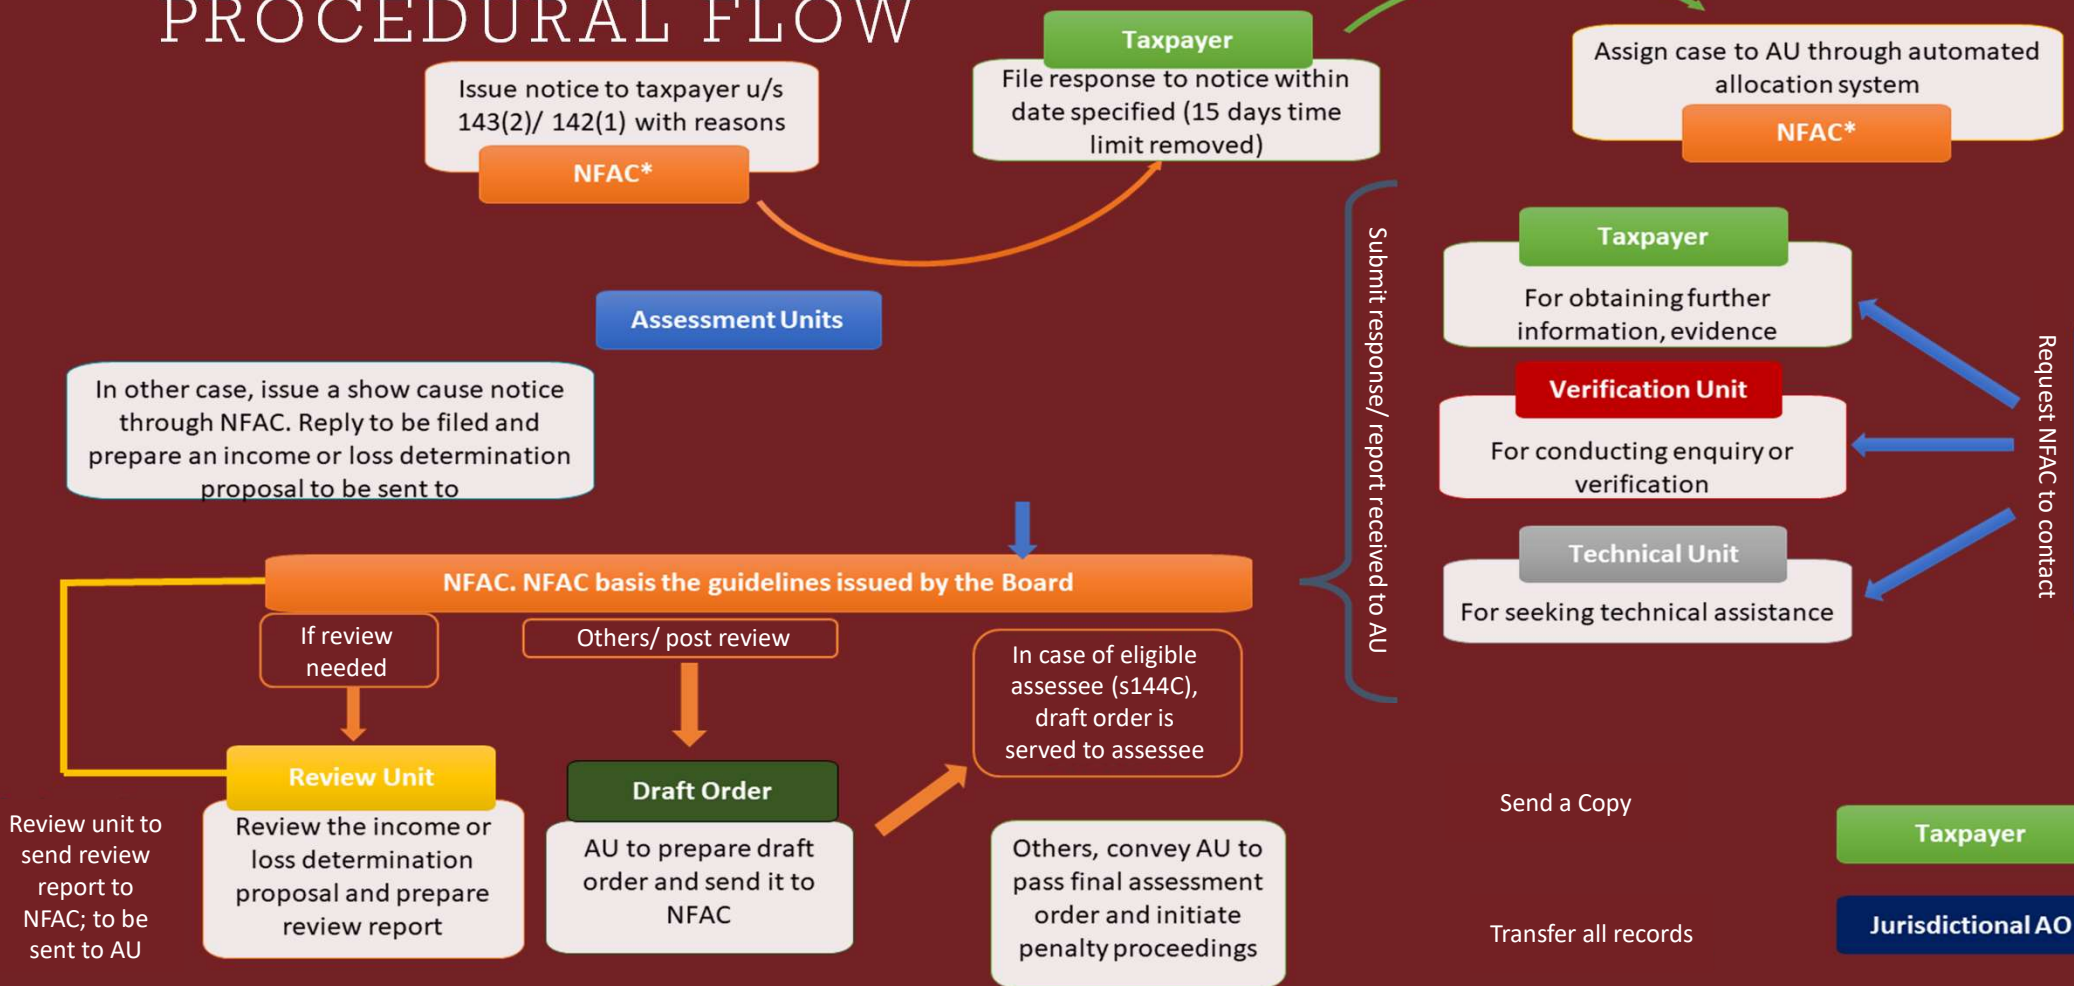 PROCEDURAL FLOW
Issue notice to taxpayer u/s
143(2)/ 142(1) with reasons
NFAC*
Taxpayer
File response to notice within
date specified (15 days time
limit removed)
Assign case to AU through automated
allocation system
NFAC*
Taxpayer
For obtaining further
information, evidence
Verification Unit
For conducting enquiry or
verification
Technical Unit
For seeking technical assistance
Request NFAC to contact
Submit response/ report received to AU
Assessment Units
In other case, issue a show cause notice
through NFAC. Reply to be filed and
prepare an income or loss determination
proposal to be sent to
NFAC. NFAC basis the guidelines issued by the Board
If review
needed
Others/ post review
In case of eligible
assessee (s144C),
draft order is
served to assessee
Review Unit
Review the income or
loss determination
proposal and prepare
review report
Review unit to
send review
report to
NFAC; to be
sent to AU
Draft Order
AU to prepare draft
order and send it to
NFAC
Others, convey AU to
pass final assessment
order and initiate
penalty proceedings
Send a Copy
Taxpayer
Transfer all records
Jurisdictional AO